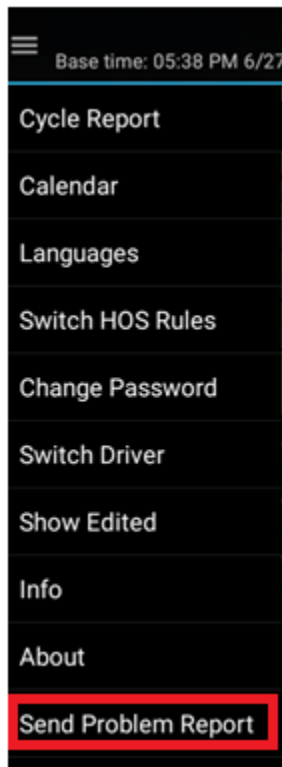 Base time: 05:38 PM 6/27
Cycle Report
Calendar
Languages
Switch HOS Rules
Change Password
Switch Driver
Show Edited
Info
About
Send Problem Report